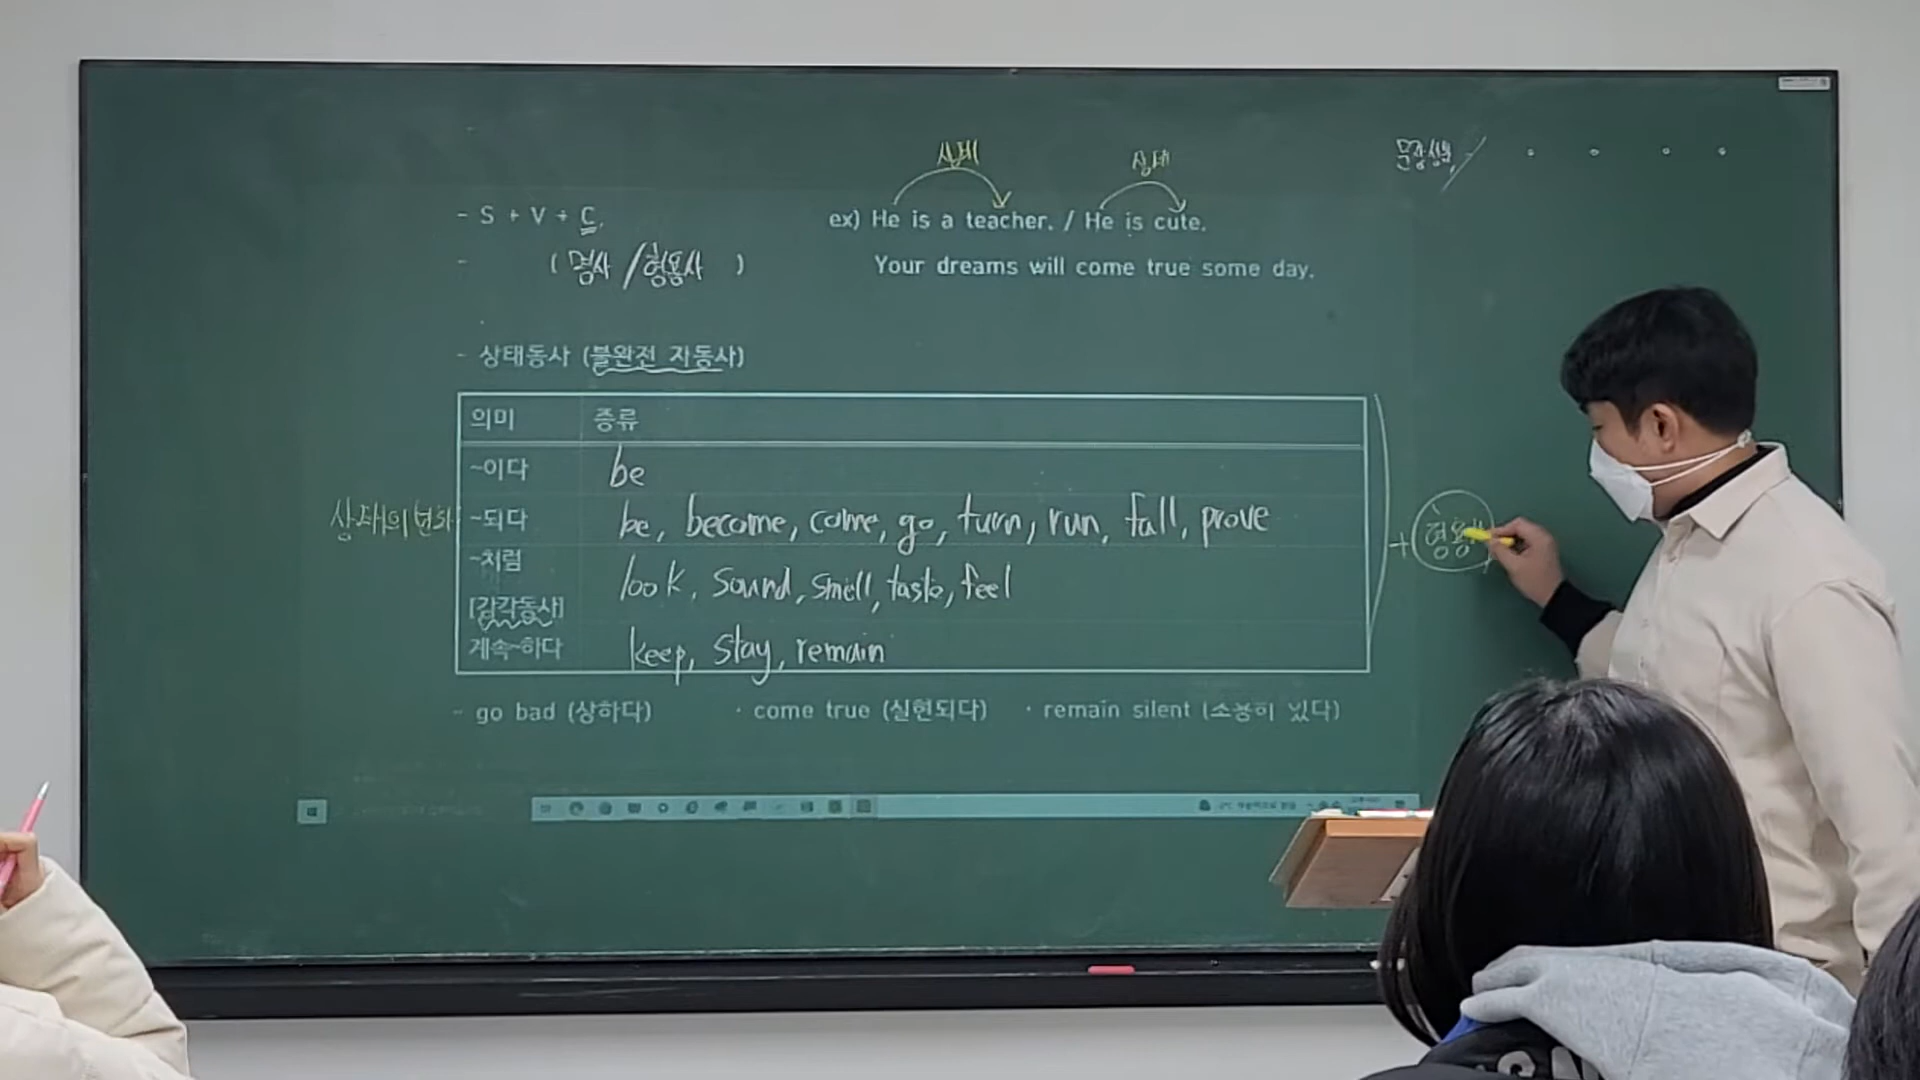 상태 상태
문장성분
- S + V + C.
ex) He is a teacher. / He is cute.
- ( 명사 / 형용사 )
Your dreams will come true some day.
- 상태동사 (불완전 자동사)
의미 종류
~이다 be
상태의 변화 ~되다 be, become, come, go, turn, run, fall, prove
+ 형용사
~처럼
[감각동사] look, sound, smell, taste, feel
계속~하다 keep, stay, remain
- go bad (상하다) · come true (실현되다) · remain silent (조용히 있다)